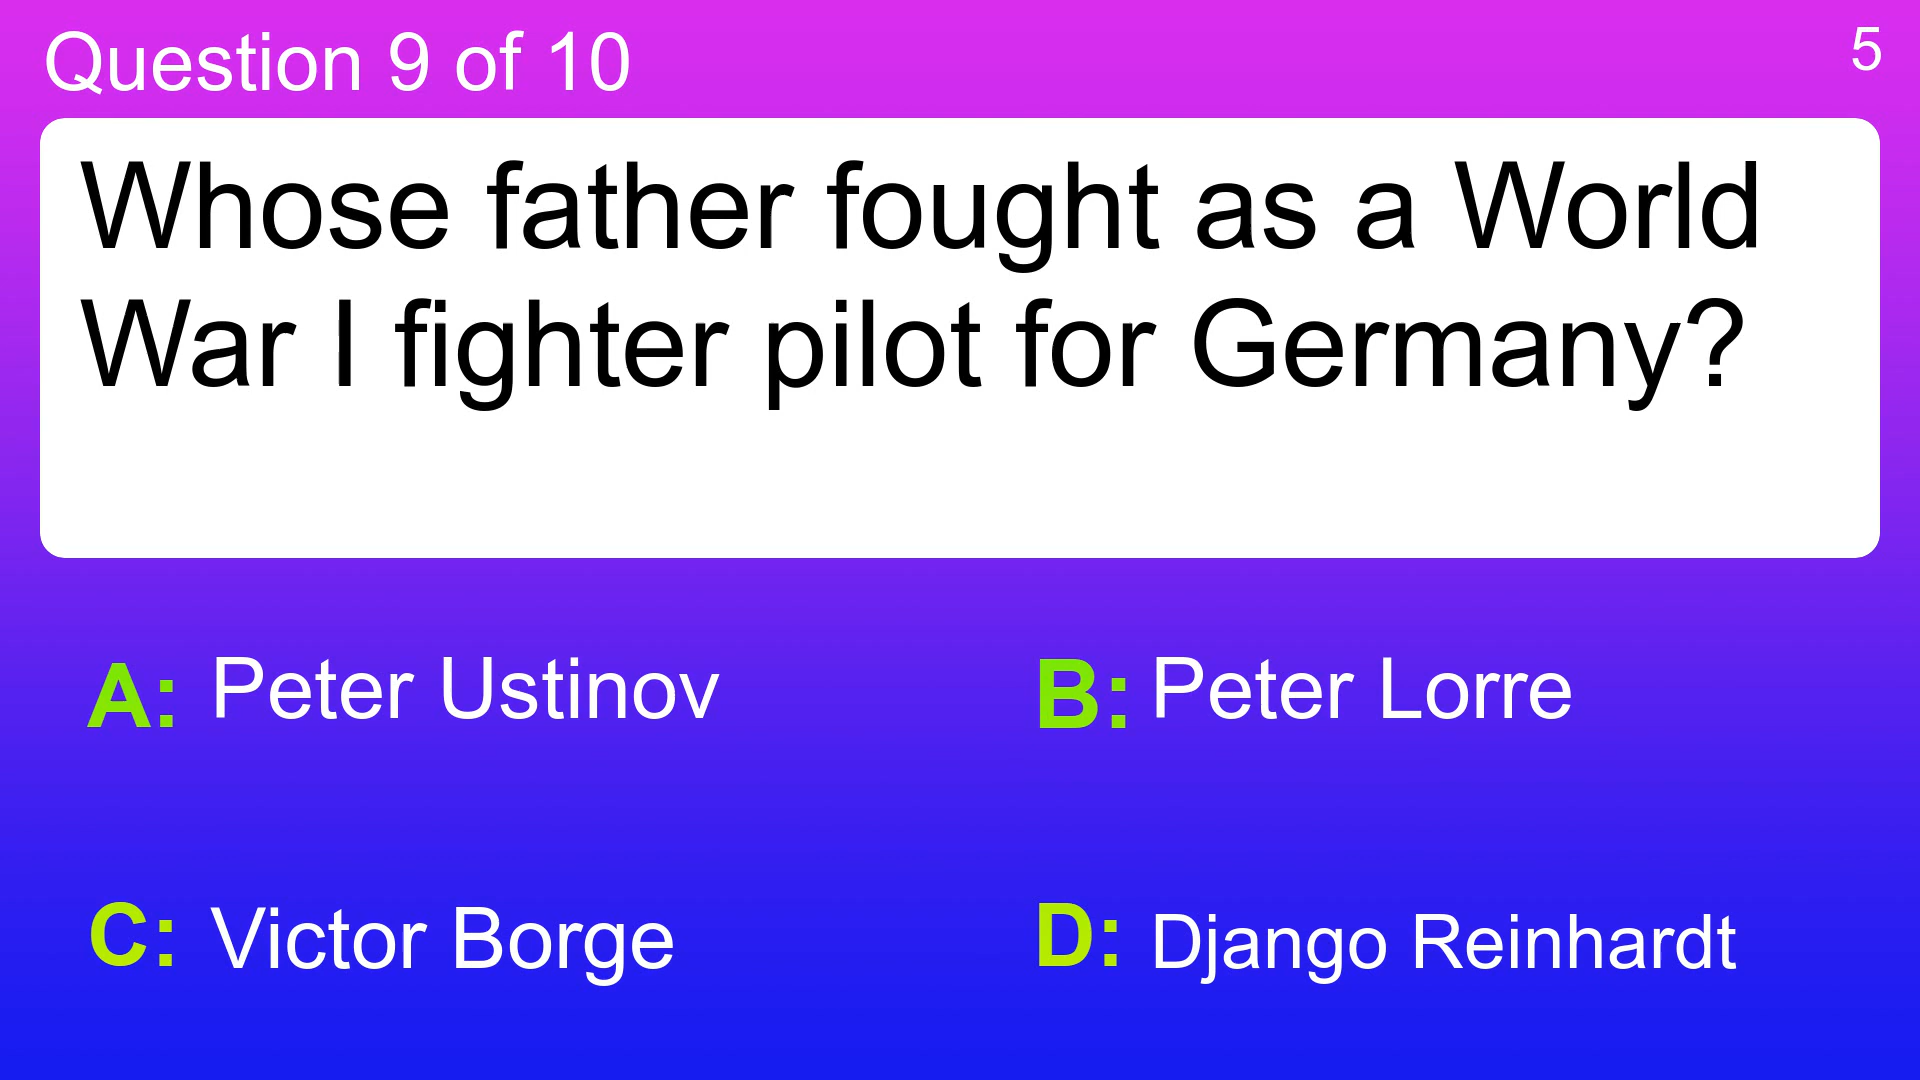 Question 9 of 10
5
Whose father fought as a World
War I fighter pilot for Germany?
A: Peter Ustinov
B: Peter Lorre
C: Victor Borge
D: Django Reinhardt